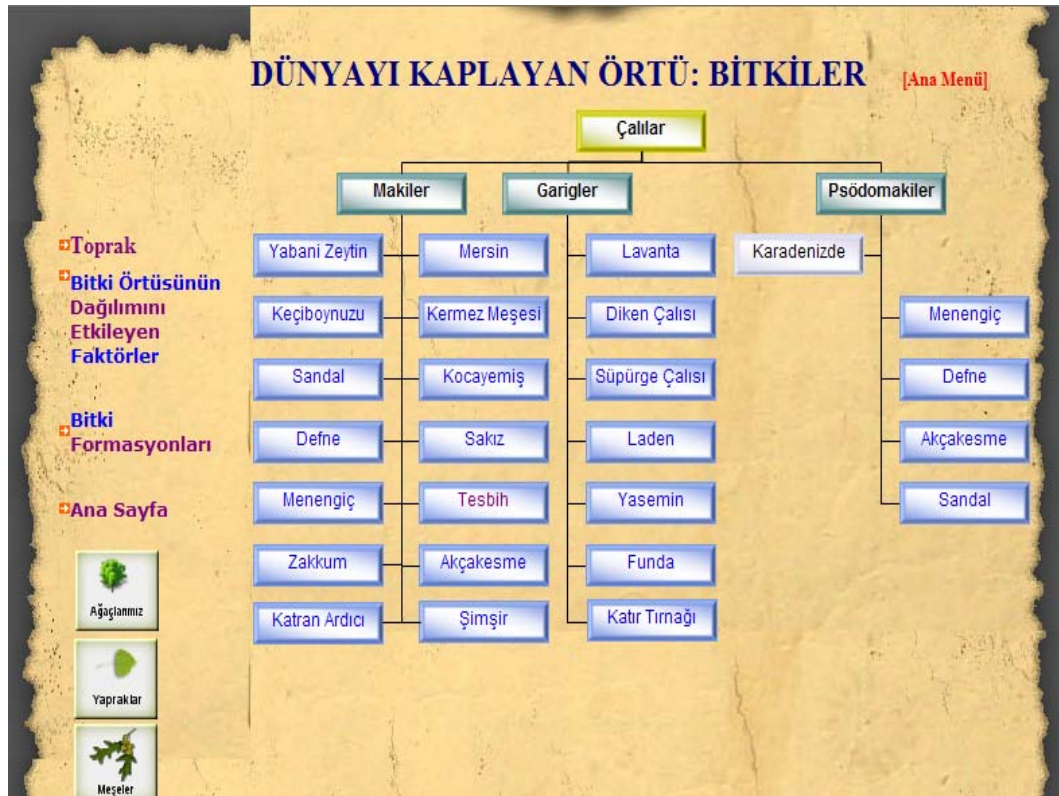 DÜNYAYI KAPLAYAN ÖRTÜ: BİTKİLER
[Ana Menü]
Çalılar
Makiler
Garigler
Psödomakiler
Toprak
Bitki Örtüsünün
Dağılımını
Etkileyen
Faktörler
Bitki
Formasyonları
Ana Sayfa
Ağaçlarımız
Yapraklar
Meşeler
Yabani Zeytin
Mersin
Lavanta
Karadenizde
Keçiboynuzu
Kermez Meşesi
Diken Çalısı
Menengiç
Sandal
Kocayemiş
Süpürge Çalısı
Defne
Defne
Sakız
Laden
Akçakesme
Menengiç
Tesbih
Yasemin
Sandal
Zakkum
Akçakesme
Funda
Katran Ardıcı
Şimşir
Katır Tırnağı